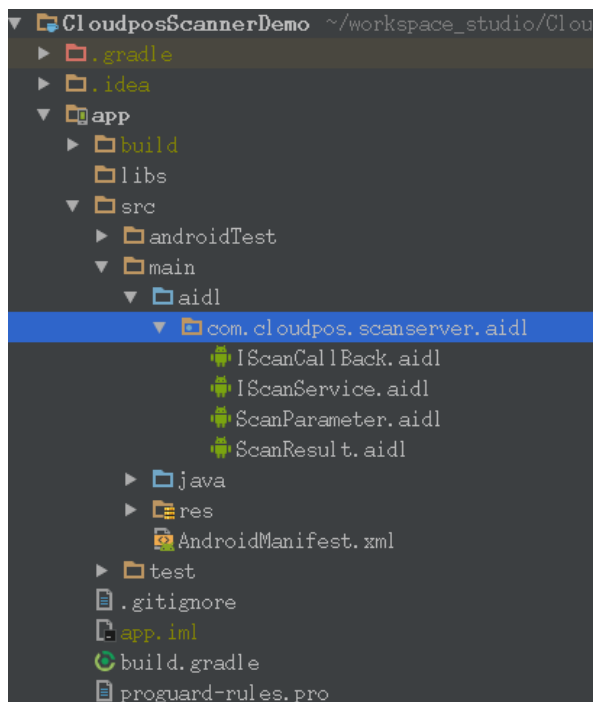 CloudposScannerDemo ~/workspace_studio/Clou
.gradle
.idea
app
build
libs
src
androidTest
main
aidl
com.cloudpos.scanserver.aidl
IScanCallBack.aidl
IScanService.aidl
ScanParameter.aidl
ScanResult.aidl
java
res
AndroidManifest.xml
test
.gitignore
app.iml
build.gradle
proguard-rules.pro